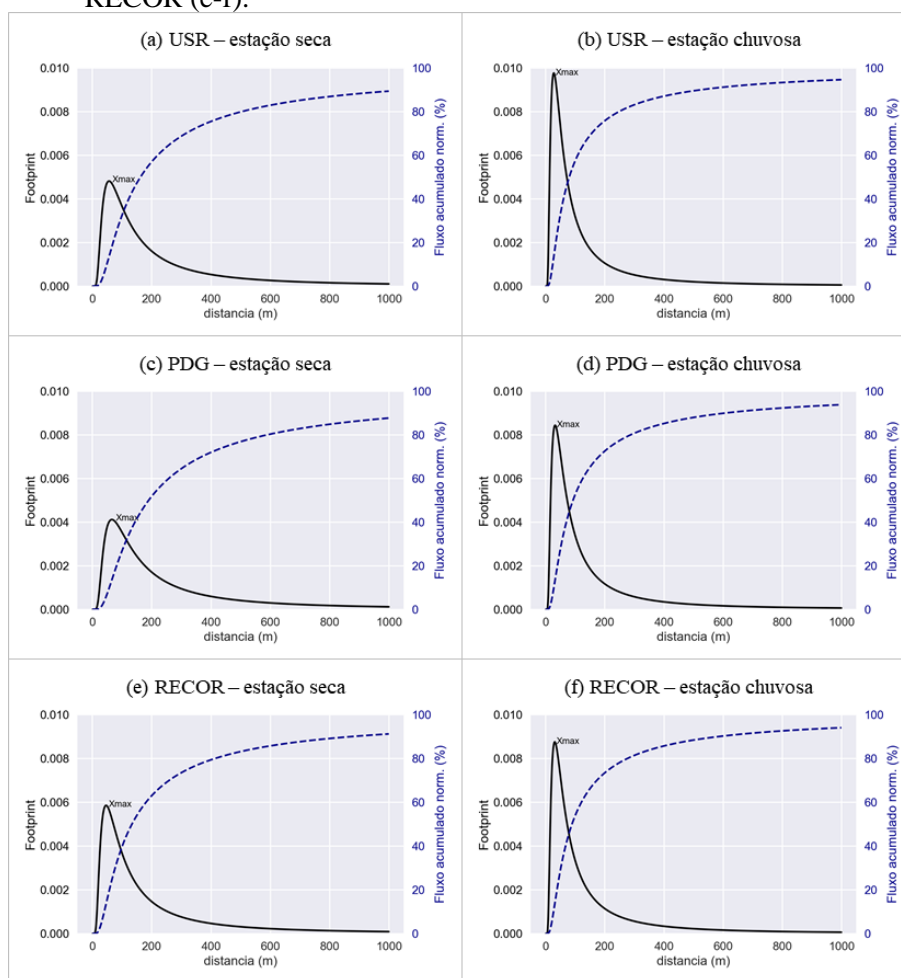 RECOR (e-f).
(a) USR – estação seca
0.010
0.008
0.006
0.004
0.002
0.000
Footprint
Xmax
100
80
60
40
20
0
Fluxo acumulado norm. (%)
0 200 400 600 800 1000
distancia (m)
(b) USR – estação chuvosa
0.010
0.008
0.006
0.004
0.002
0.000
Footprint
Xmax
100
80
60
40
20
0
Fluxo acumulado norm. (%)
0 200 400 600 800 1000
distancia (m)
(c) PDG – estação seca
0.010
0.008
0.006
0.004
0.002
0.000
Footprint
Xmax
100
80
60
40
20
0
Fluxo acumulado norm. (%)
0 200 400 600 800 1000
distancia (m)
(d) PDG – estação chuvosa
0.010
0.008
0.006
0.004
0.002
0.000
Footprint
Xmax
100
80
60
40
20
0
Fluxo acumulado norm. (%)
0 200 400 600 800 1000
distancia (m)
(e) RECOR – estação seca
0.010
0.008
0.006
0.004
0.002
0.000
Footprint
Xmax
100
80
60
40
20
0
Fluxo acumulado norm. (%)
0 200 400 600 800 1000
distancia (m)
(f) RECOR – estação chuvosa
0.010
0.008
0.006
0.004
0.002
0.000
Footprint
Xmax
100
80
60
40
20
0
Fluxo acumulado norm. (%)
0 200 400 600 800 1000
distancia (m)